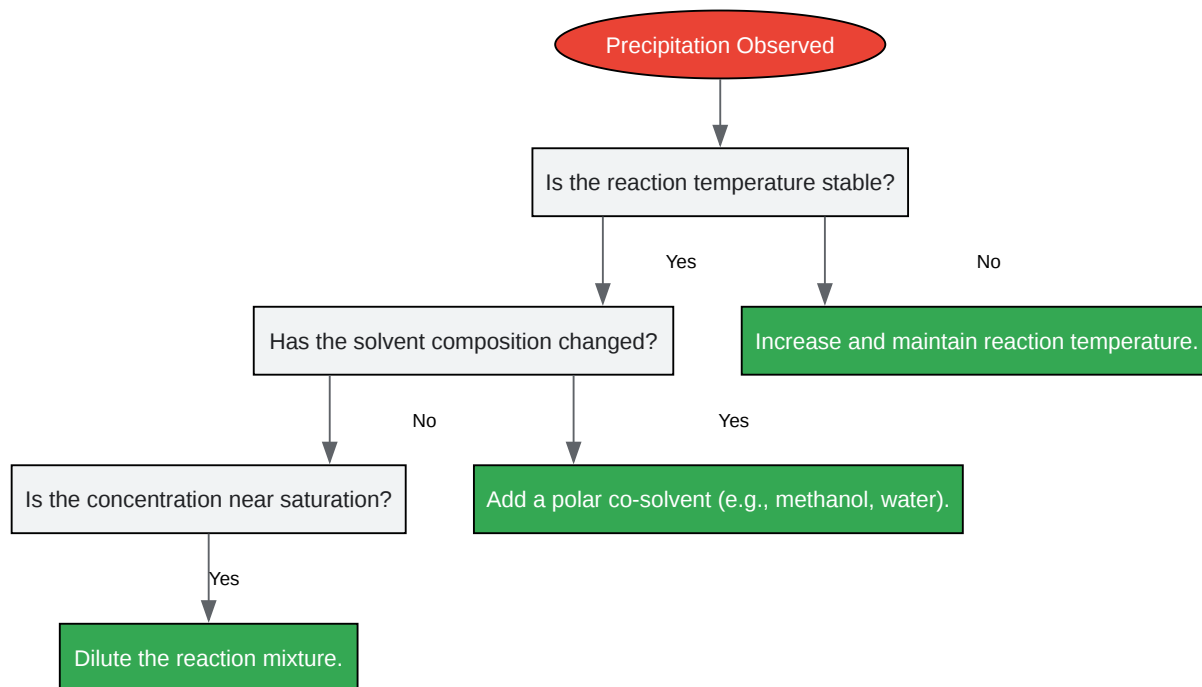 Precipitation Observed
Is the reaction temperature stable?
Yes
No
Has the solvent composition changed?
Increase and maintain reaction temperature.
No
Yes
Is the concentration near saturation?
Add a polar co-solvent (e.g., methanol, water).
Yes
Dilute the reaction mixture.